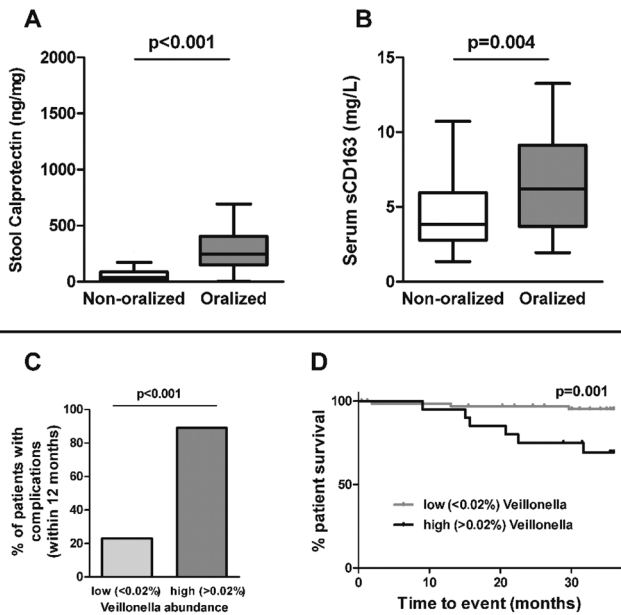 A
p<0.001
Stool Calprotectin (ng/mg)
2000
1500
1000
500
0
Non-oralized Oralized
B
p=0.004
Serum sCD163 (mg/L)
15
10
5
0
Non-oralized Oralized
C
p<0.001
% of patients with
complications
(within 12 months)
100
80
60
40
20
0
low (<0.02%) high (>0.02%)
Veillonella abundance
D
p=0.001
% patient survival
100
50
0
low (<0.02%) Veillonella
high (>0.02%) Veillonella
0 10 20 30
Time to event (months)